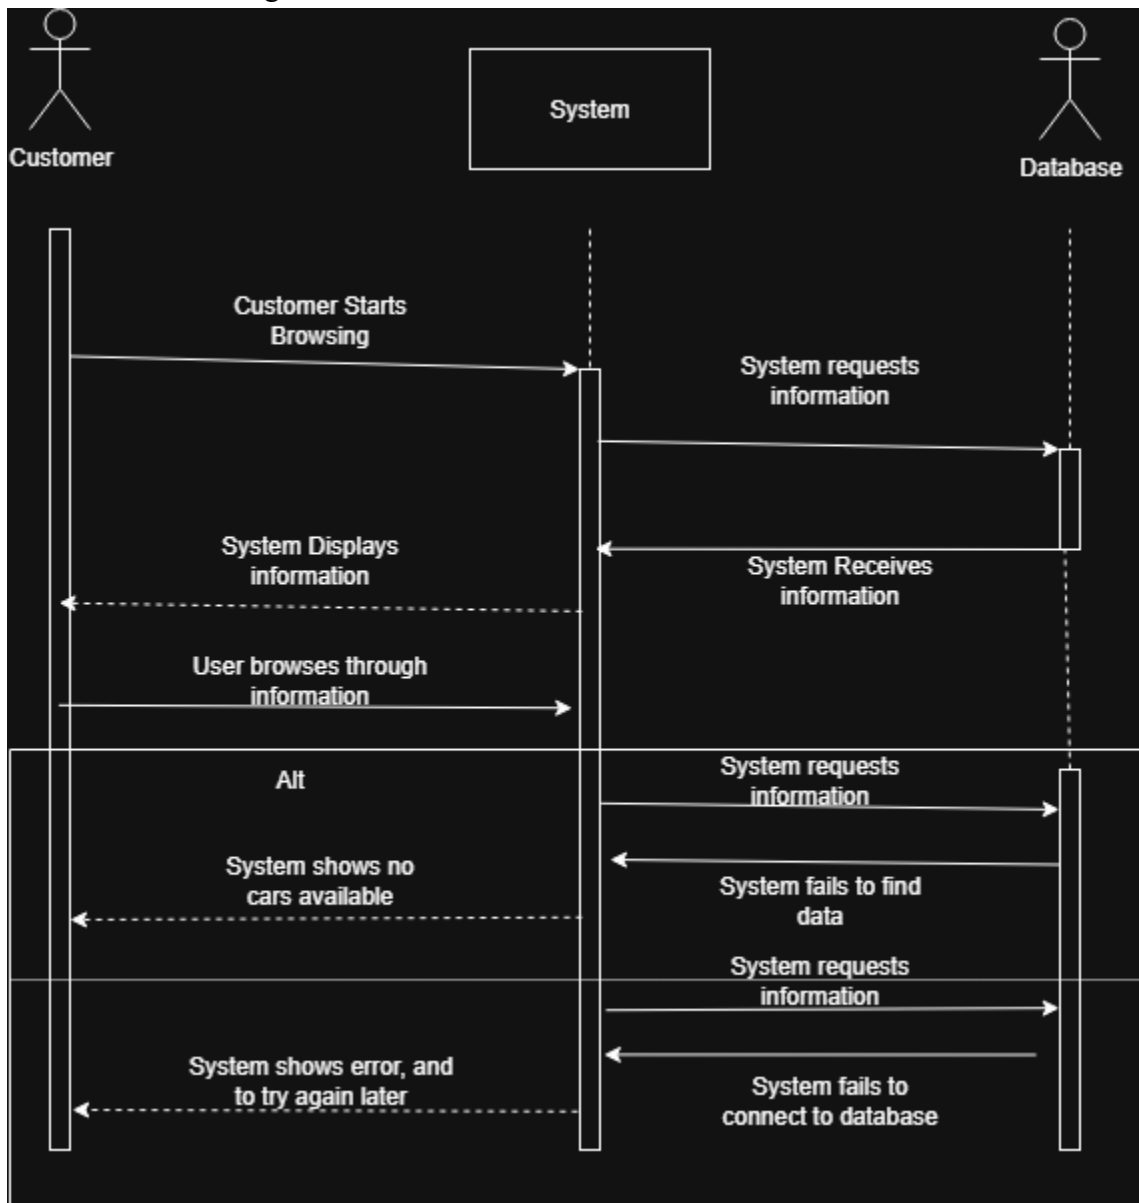 Customer
System
Database
Customer Starts
Browsing
System requests
information
System Displays
information
System Receives
information
User browses through
information
Alt
System requests
information
System shows no
cars available
System fails to find
data
System requests
information
System shows error, and
to try again later
System fails to
connect to database